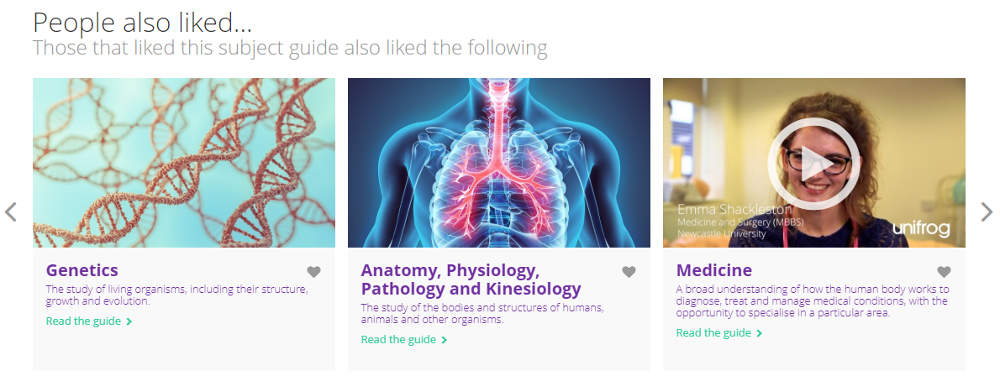 People also liked...
Those that liked this subject guide also liked the following
Emma Shackleston
Medicine and Surgery (MBBS)
Newcastle University
unifrog
Genetics
The study of living organisms, including their structure,
growth and evolution.
Read the guide
Anatomy, Physiology,
Pathology and Kinesiology
The study of the bodies and structures of humans,
animals and other organisms.
Read the guide
Medicine
A broad understanding of how the human body works to
diagnose, treat and manage medical conditions, with the
opportunity to specialise in a particular area.
Read the guide